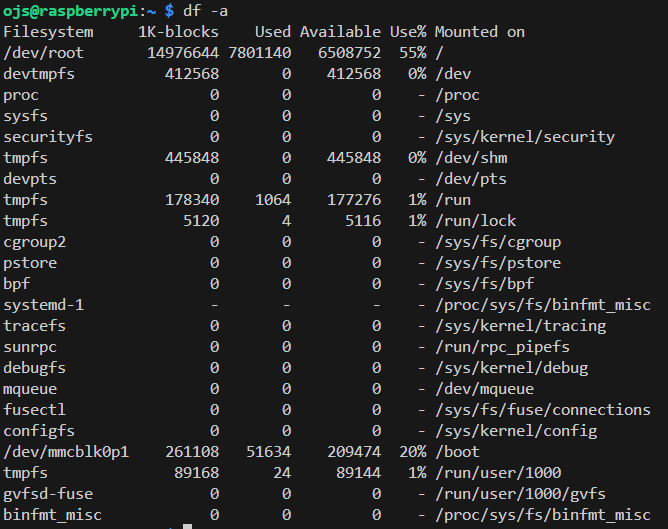 ojs@raspberrypi:~ $ df -a
Filesystem     1K-blocks    Used Available Use% Mounted on
/dev/root       14976644 7801140   6508752  55% /
devtmpfs          412568       0    412568   0% /dev
proc                   0       0         0    - /proc
sysfs                  0       0         0    - /sys
securityfs             0       0         0    - /sys/kernel/security
tmpfs             445848       0    445848   0% /dev/shm
devpts                 0       0         0    - /dev/pts
tmpfs             178340    1064    177276   1% /run
tmpfs               5120       4      5116   1% /run/lock
cgroup2                0       0         0    - /sys/fs/cgroup
pstore                 0       0         0    - /sys/fs/pstore
bpf                    0       0         0    - /sys/fs/bpf
systemd-1              -       -         -    - /proc/sys/fs/binfmt_misc
tracefs                0       0         0    - /sys/kernel/tracing
sunrpc                 0       0         0    - /run/rpc_pipefs
debugfs                0       0         0    - /sys/kernel/debug
mqueue                 0       0         0    - /dev/mqueue
fusectl                0       0         0    - /sys/fs/fuse/connections
configfs               0       0         0    - /sys/kernel/config
/dev/mmcblk0p1    261108   51634    209474  20% /boot
tmpfs              89168      24     89144   1% /run/user/1000
gvfsd-fuse             0       0         0    - /run/user/1000/gvfs
binfmt_misc            0       0         0    - /proc/sys/fs/binfmt_misc